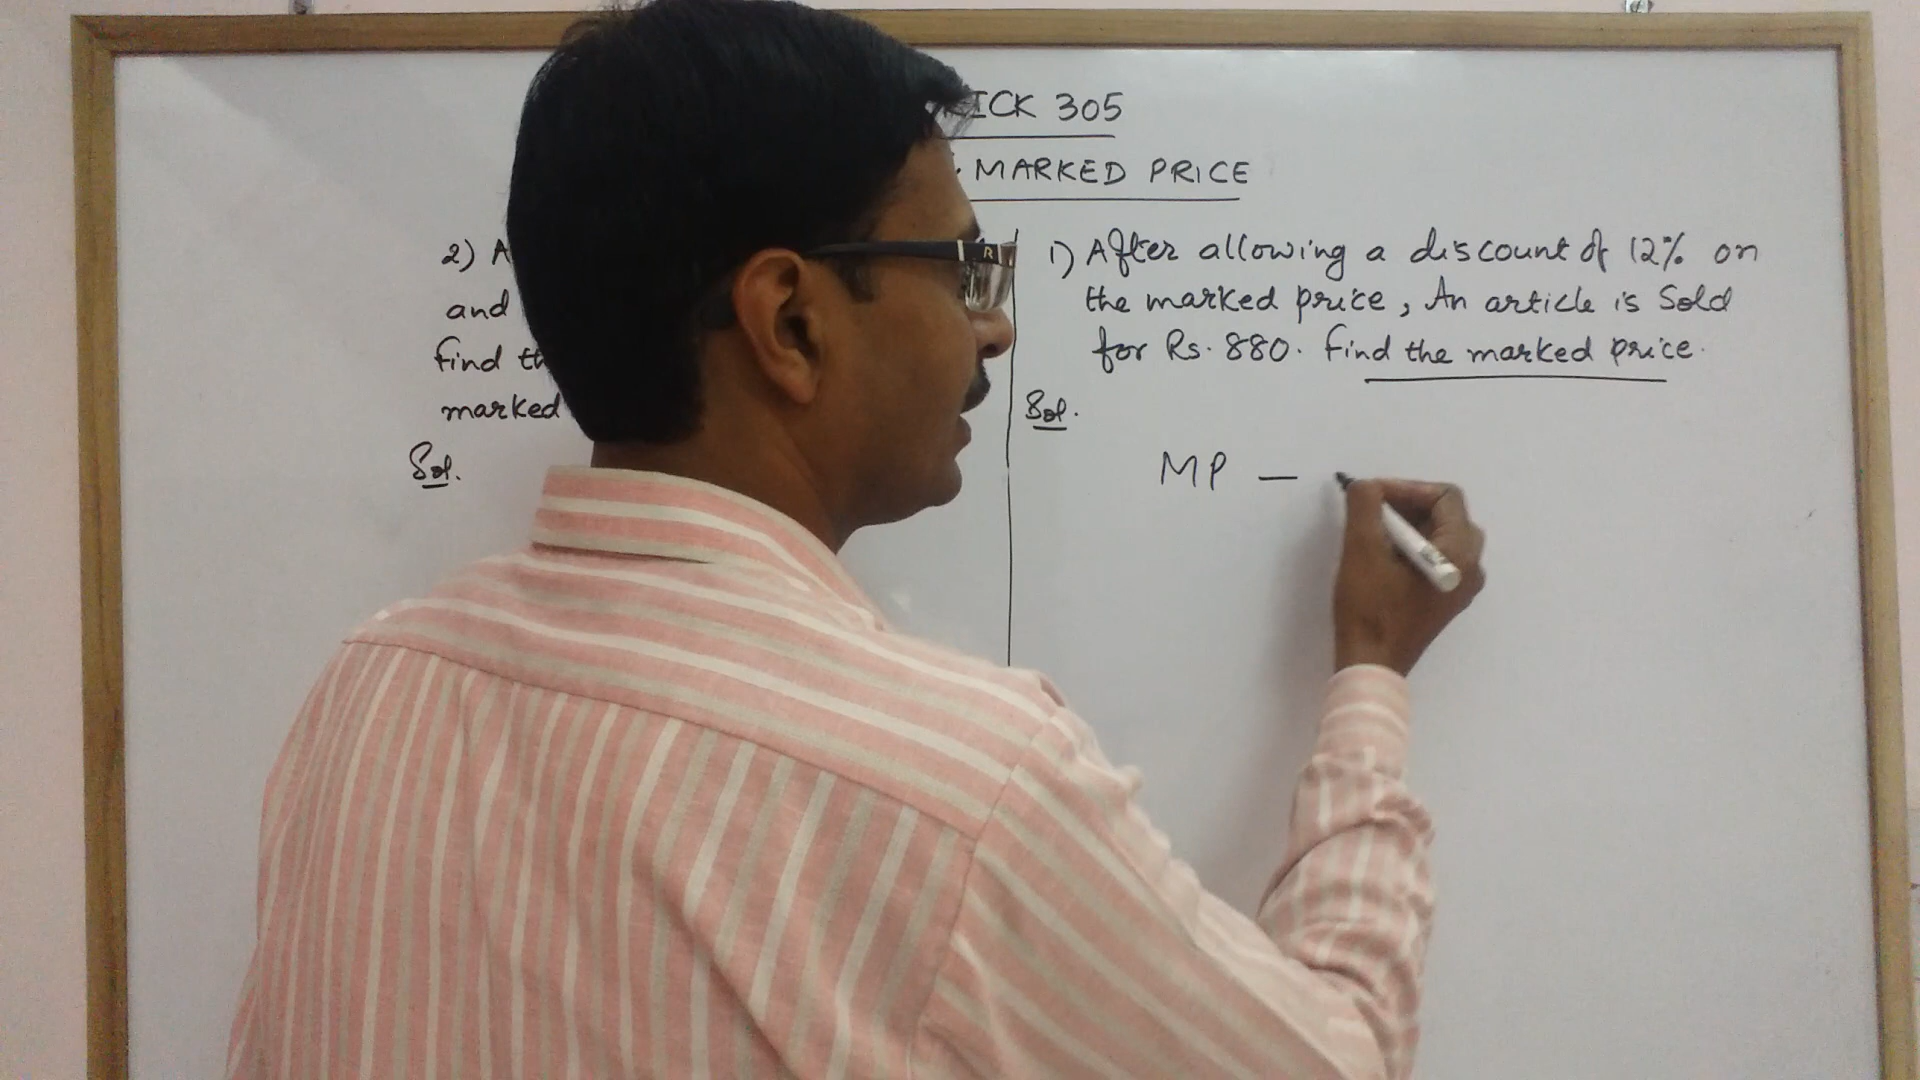 305
MARKED PRICE
1) After allowing a discount of 12% on
the marked price, An article is Sold
for Rs. 880. Find the marked price.
Sol.
MP —
2) A
and
find
marked
Sol.
R